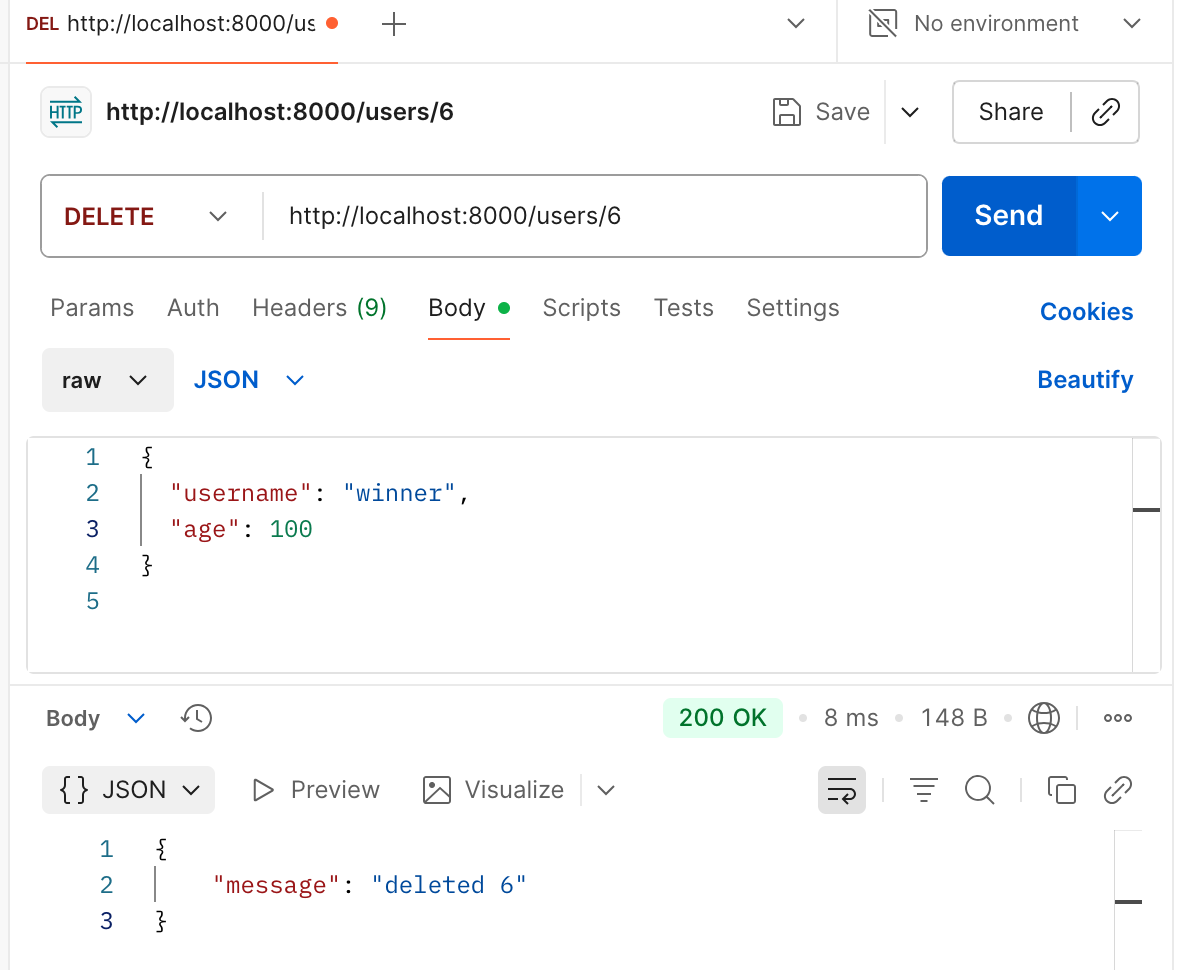 DEL http://localhost:8000/us
No environment
HTTP http://localhost:8000/users/6
Save
Share
DELETE
http://localhost:8000/users/6
Send
Params Auth Headers (9) Body Scripts Tests Settings
Cookies
raw
JSON
Beautify
1 {
2 "username": "winner",
3 "age": 100
4 }
5
Body
200 OK
8 ms
148 B
{ } JSON
Preview
Visualize
1 {
2 "message": "deleted 6"
3 }